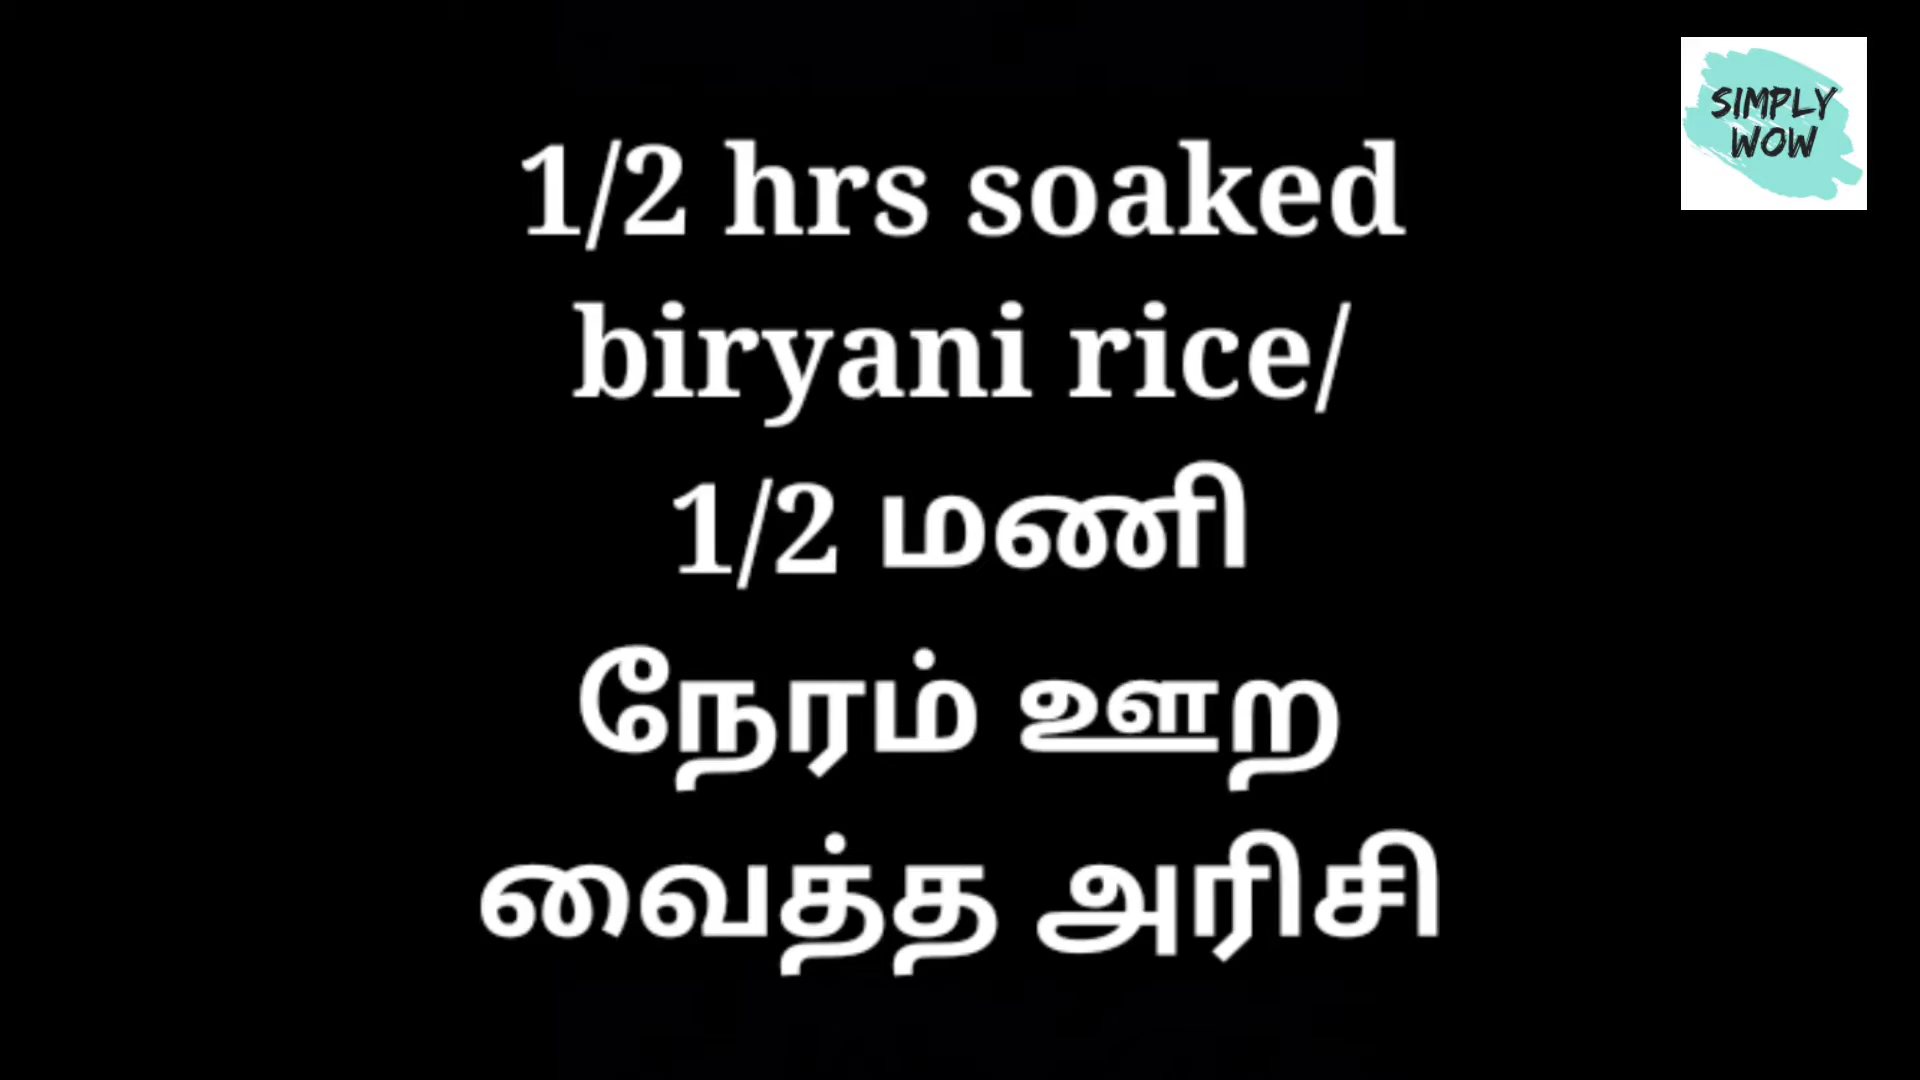 SIMPLY
WOW
1/2 hrs soaked
biryani rice/
1/2 மணி
நேரம் ஊற
வைத்த அரிசி